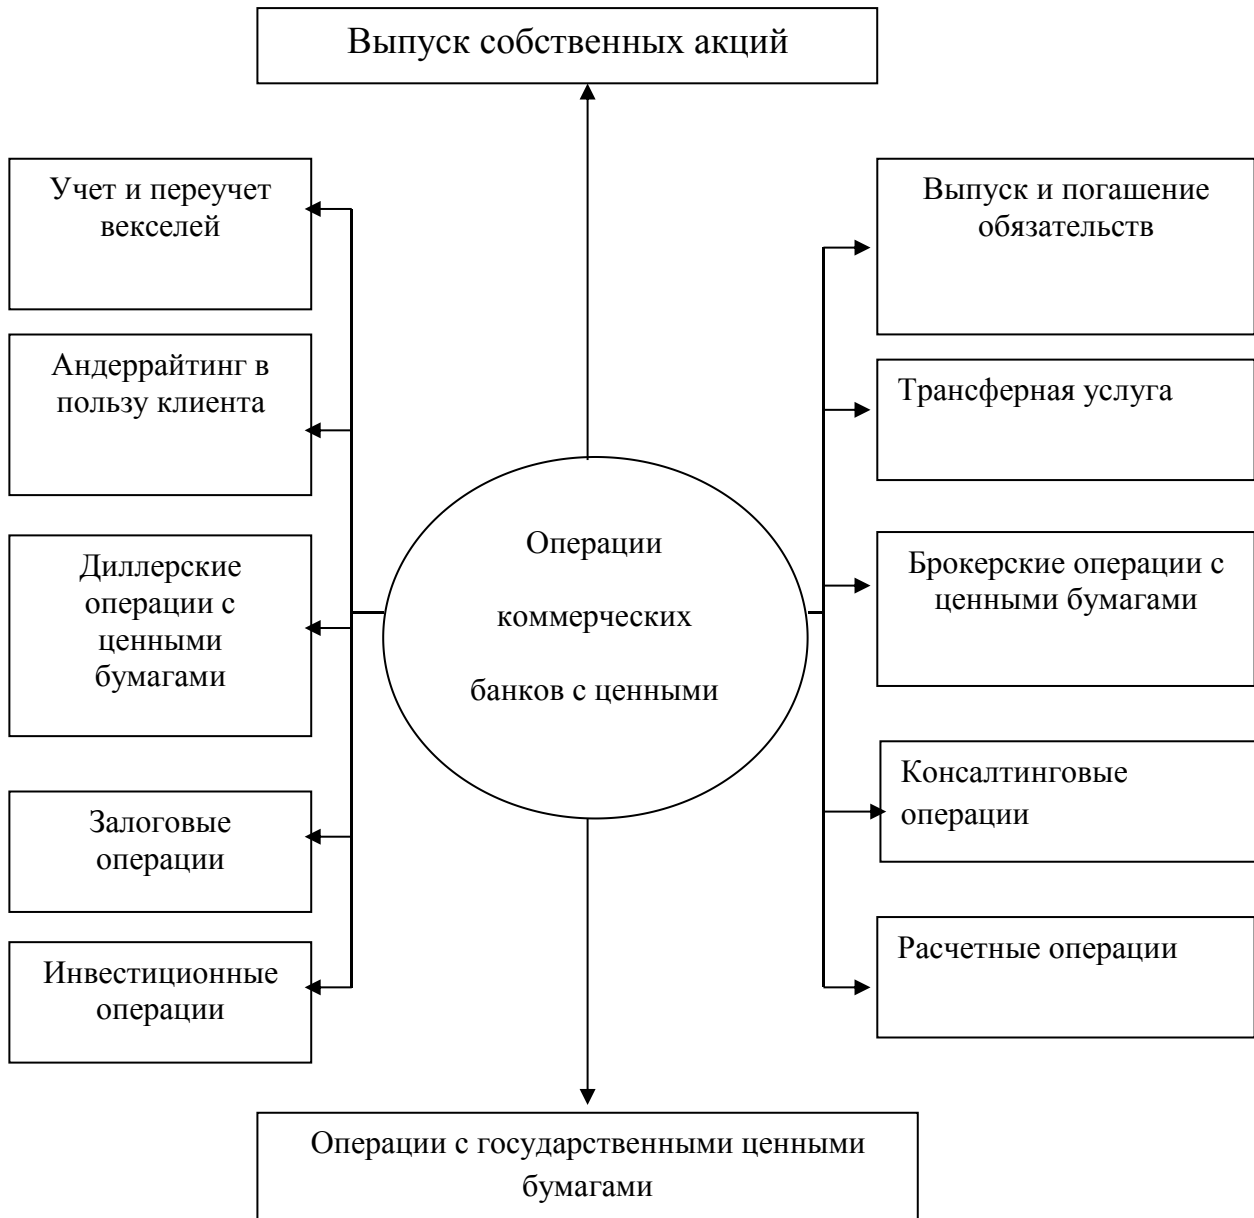 Выпуск собственных акций
Учет и переучет
векселей
Андеррайтинг в
пользу клиента
Диллерские
операции с
ценными
бумагами
Залоговые
операции
Инвестиционные
операции
Операции
коммерческих
банков с ценными
Выпуск и погашение
обязательств
Трансферная услуга
Брокерские операции с
ценными бумагами
Консалтинговые
операции
Расчетные операции
Операции с государственными ценными
бумагами